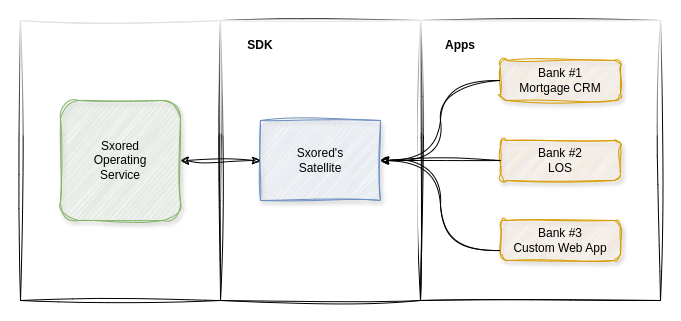 SDK
Apps
Sxored
Operating
Service
Sxored's
Satellite
Bank #1
Mortgage CRM
Bank #2
LOS
Bank #3
Custom Web App